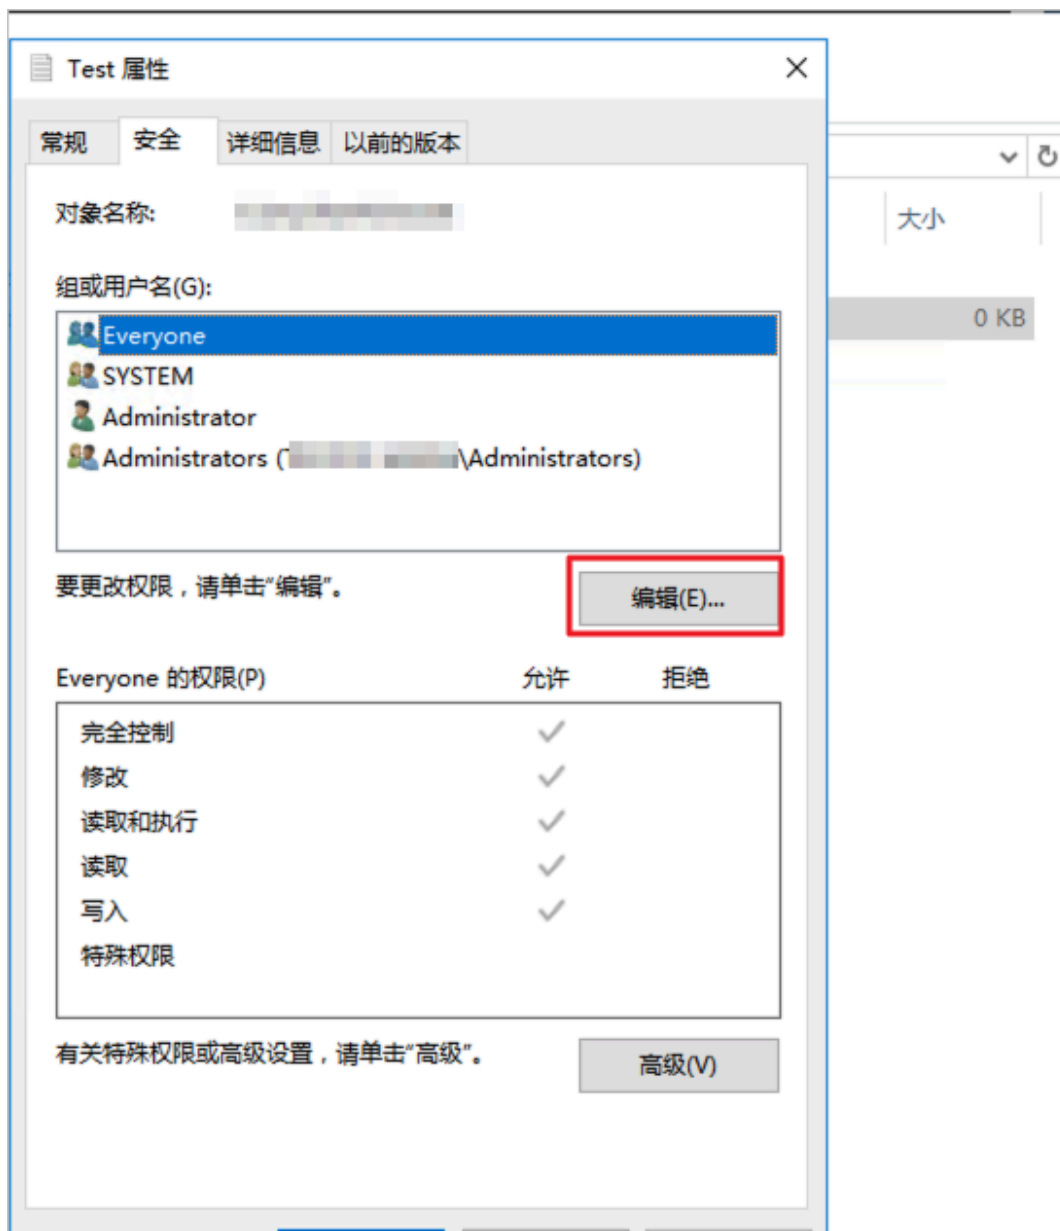 Test 属性
常规 安全 详细信息 以前的版本
大小
对象名称:
组或用户名(G):
Everyone
0 KB
SYSTEM
Administrator
Administrators (
\Administrators)
要更改权限，请单击“编辑”。
编辑(E)...
Everyone 的权限(P) 允许 拒绝
完全控制
修改
读取和执行
读取
写入
特殊权限
有关特殊权限或高级设置，请单击“高级”。
高级(V)